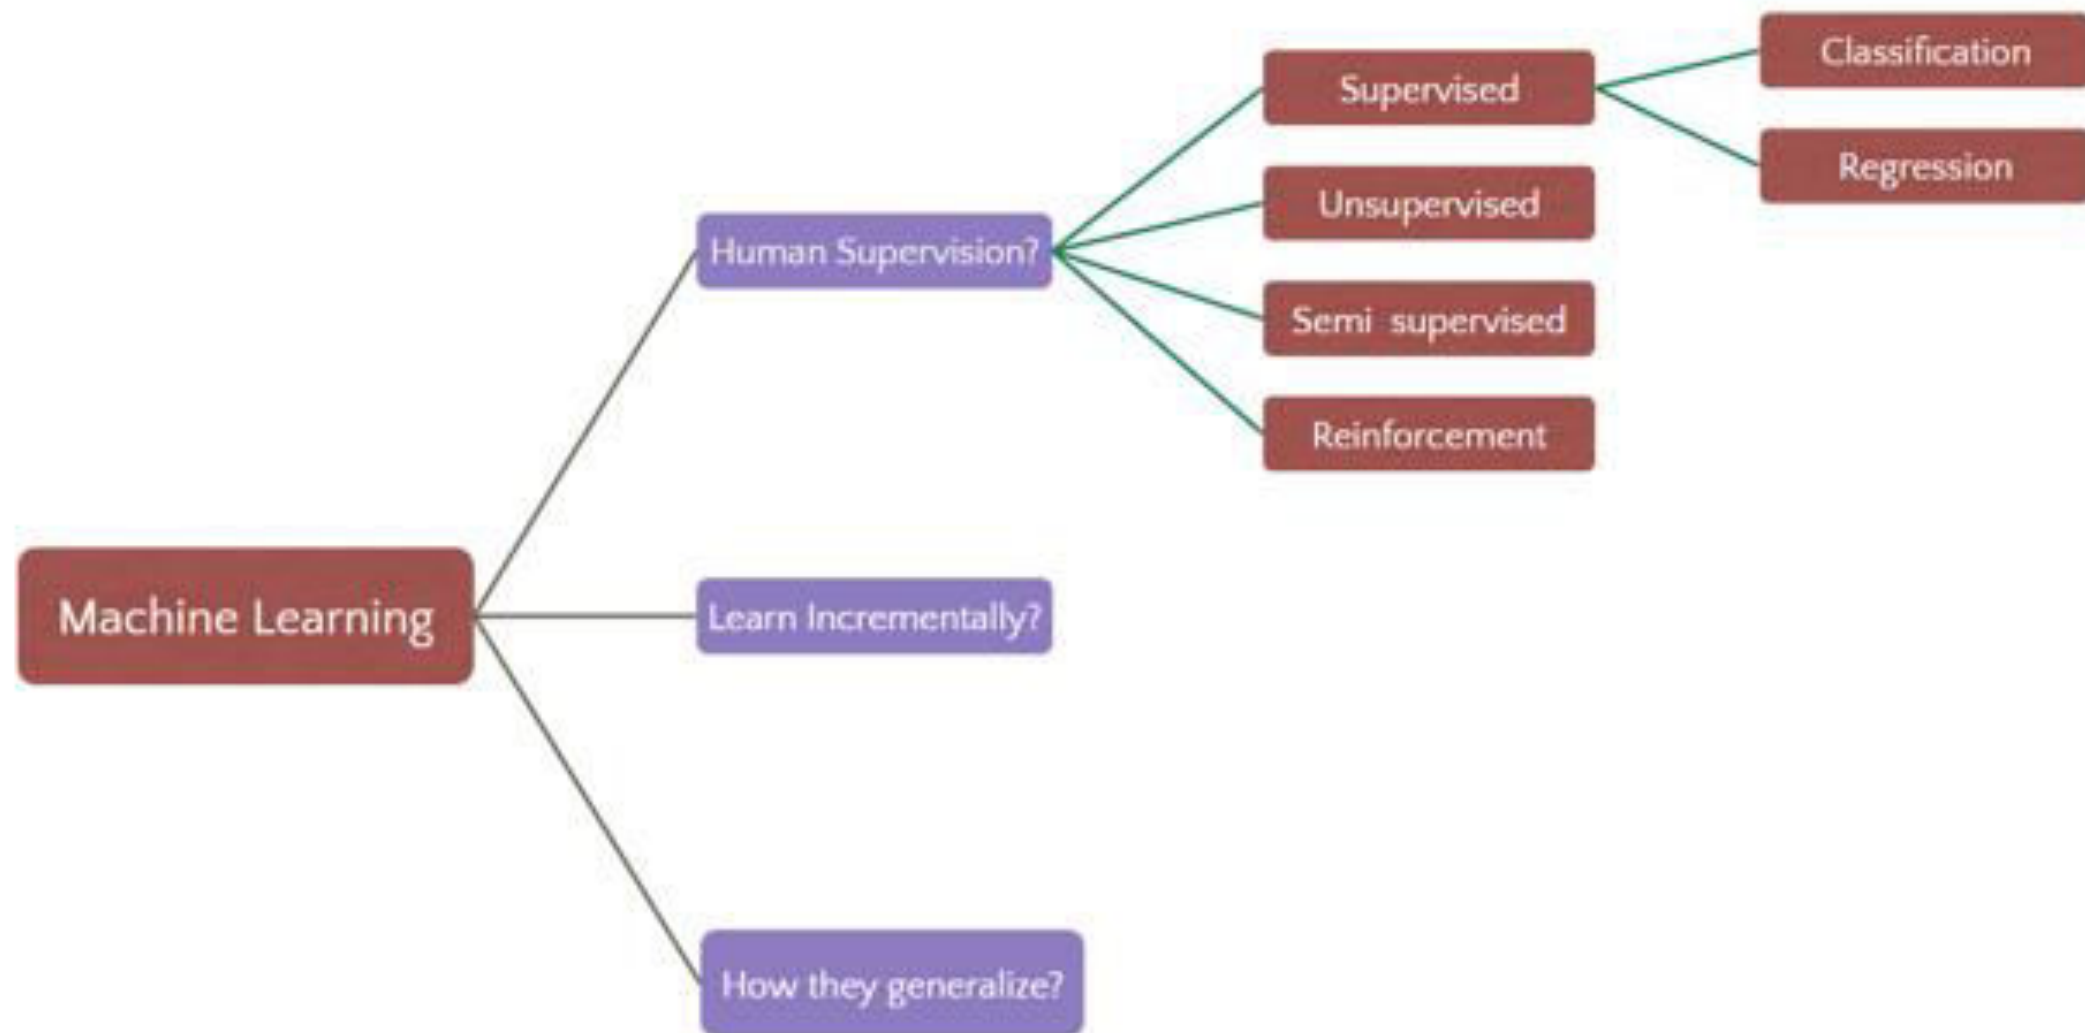 Classification
Supervised
Regression
Unsupervised
Human Supervision?
Semi supervised
Reinforcement
Machine Learning
Learn Incrementally?
How they generalize?